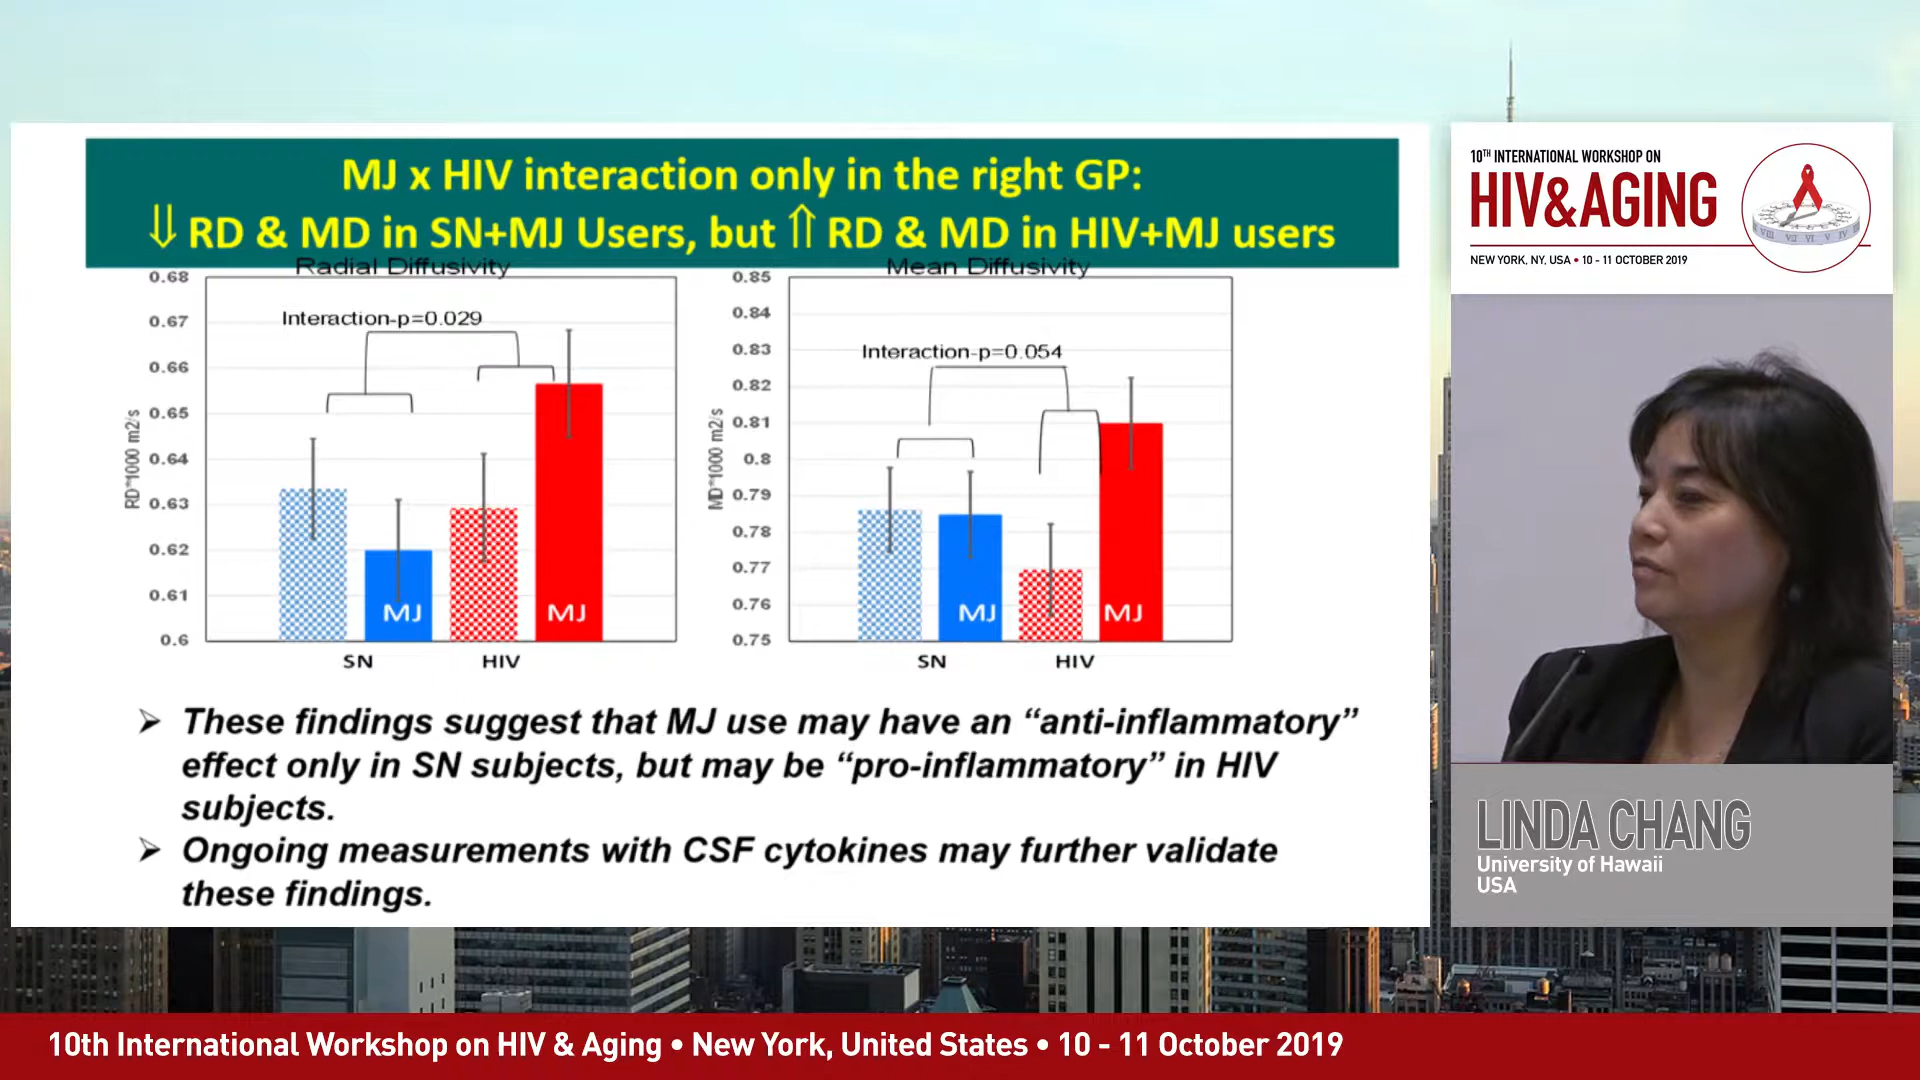 MJ x HIV interaction only in the right GP:
⇓ RD & MD in SN+MJ Users, but ⇑ RD & MD in HIV+MJ users
Radial Diffusivity
0.68
0.67
0.66
0.65
0.64
0.63
0.62
0.61
0.6
RD*1000 m2/s
Interaction-p=0.029
MJ
MJ
SN
HIV
Mean Diffusivity
0.85
0.84
0.83
0.82
0.81
0.8
0.79
0.78
0.77
0.76
0.75
MD*1000 m2/s
Interaction-p=0.054
MJ
MJ
SN
HIV
➢ These findings suggest that MJ use may have an “anti-inflammatory”
effect only in SN subjects, but may be “pro-inflammatory” in HIV
subjects.
➢ Ongoing measurements with CSF cytokines may further validate
these findings.
10TH INTERNATIONAL WORKSHOP ON
HIV&AGING
NEW YORK, NY, USA • 10 - 11 OCTOBER 2019
LINDA CHANG
University of Hawaii
USA
10th International Workshop on HIV & Aging • New York, United States • 10 - 11 October 2019